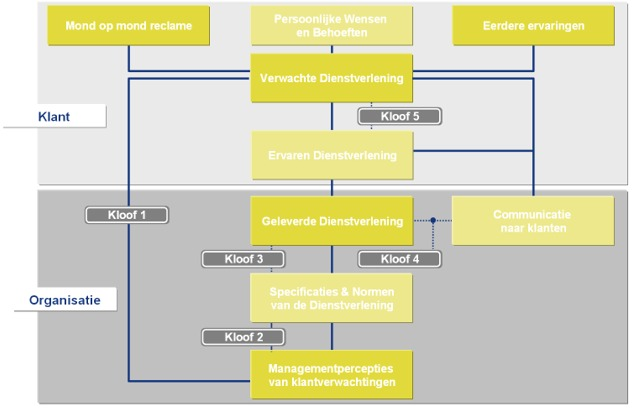 Mond op mond reclame
Persoonlijke Wensen
en Behoeften
Eerdere ervaringen
Verwachte Dienstverlening
Klant
Kloof 5
Ervaren Dienstverlening
Kloof 1
Geleverde Dienstverlening
Communicatie
naar klanten
Kloof 3
Kloof 4
Organisatie
Specificaties & Normen
van de Dienstverlening
Kloof 2
Managementpercepties
van klantverwachtingen